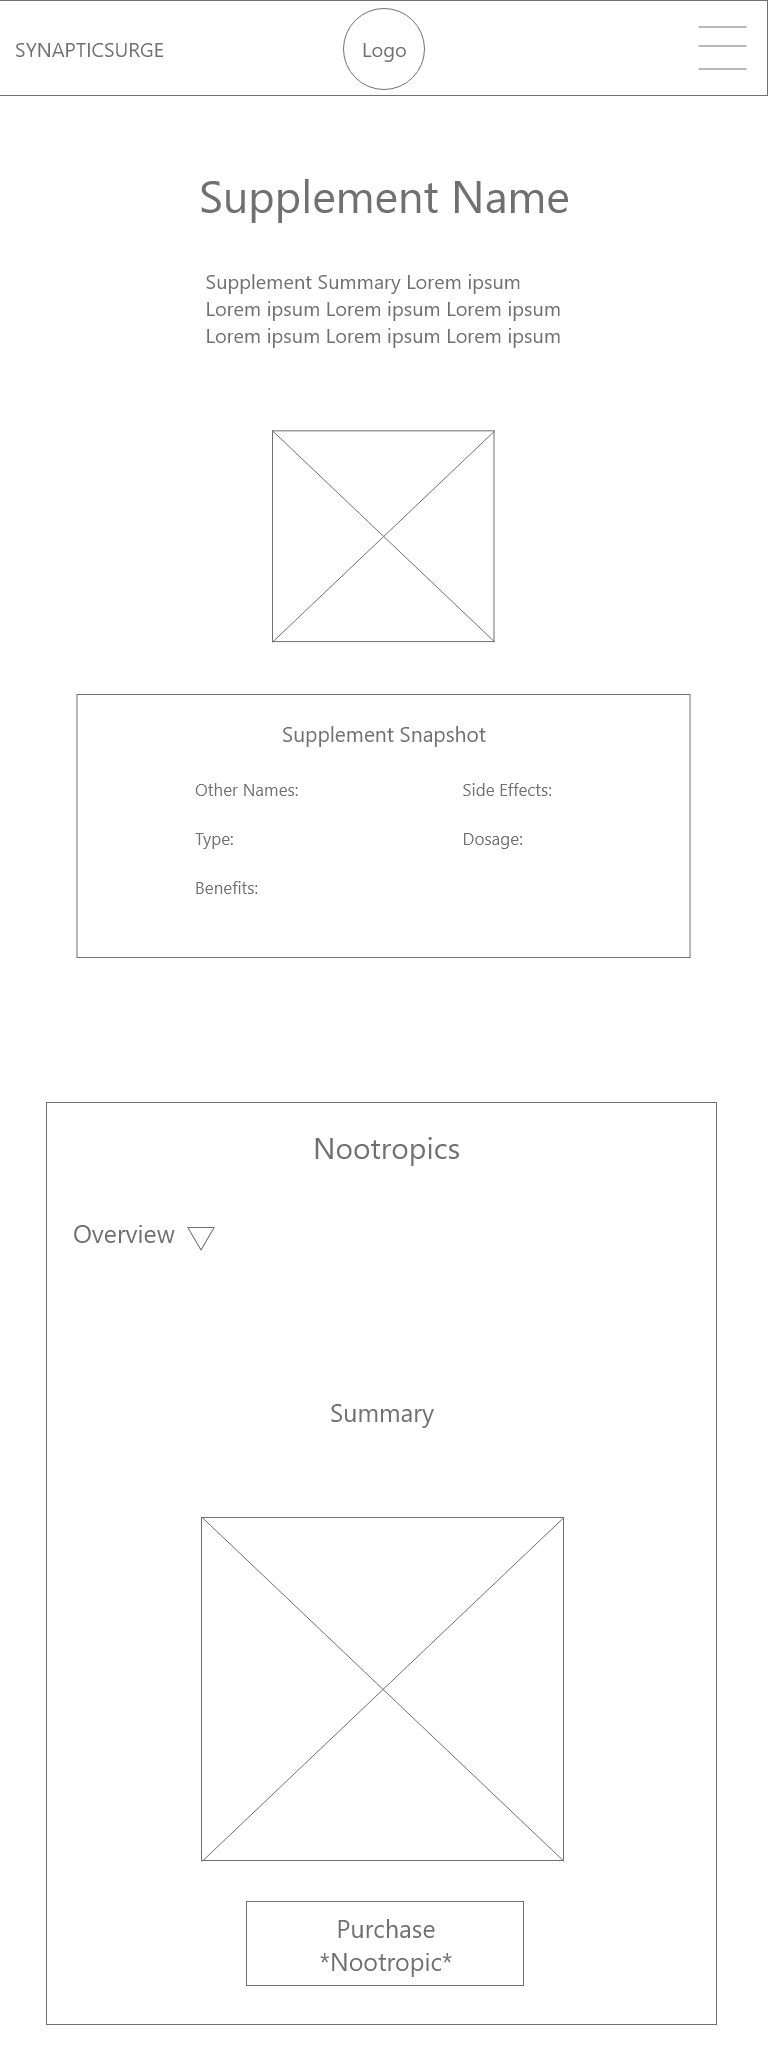 SYNAPTICSURGE
Logo
Supplement Name
Supplement Summary Lorem ipsum
Lorem ipsum Lorem ipsum Lorem ipsum
Lorem ipsum Lorem ipsum Lorem ipsum
Supplement Snapshot
Other Names:
Side Effects:
Type:
Dosage:
Benefits:
Nootropics
Overview
Summary
Purchase
*Nootropic*